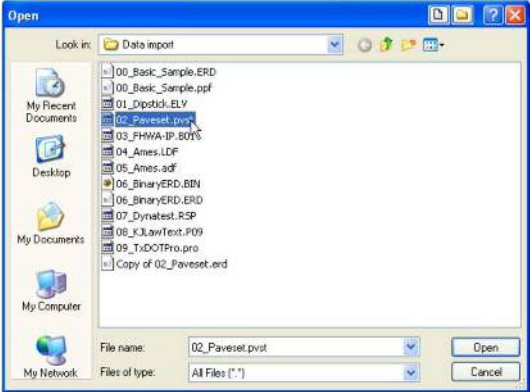 Open
Look in:
Data import
My Recent
Documents
Desktop
My Documents
My Computer
My Network
00_Basic_Sample.ERD
00_Basic_Sample.ppf
01_Dipstick.ELV
02_Paveset.pvst
03_FHWA-IP.B01
04_Ames.LDF
05_Ames.adf
06_BinaryERD.BIN
06_BinaryERD.ERD
07_Dynatest.RSP
08_KJLawText.P09
09_TxDOTPro.pro
Copy of 02_Paveset.erd
File name:
02_Paveset.pvst
Open
Files of type:
All Files (*.*)
Cancel